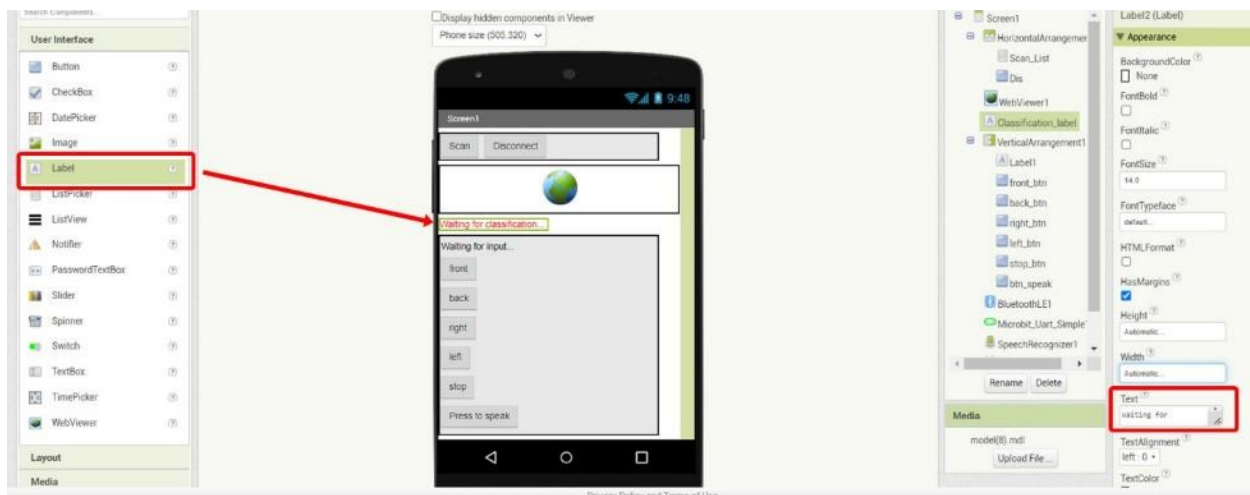 Search Components...
User Interface
Button
CheckBox
DatePicker
Image
Label
ListPicker
ListView
Notifier
PasswordTextBox
Slider
Spinner
Switch
TextBox
TimePicker
WebViewer
Layout
Media
Display hidden components in Viewer
Phone size (505,320)
9:48
Screen1
Scan Disconnect
Waiting for classification...
Waiting for input...
front
back
right
left
stop
Press to speak
Privacy Policy and Terms of Use
Screen1
HorizontalArrangemer
Scan_List
Dis
WebViewer1
Classification_label
VerticalArrangement1
Label1
front_btn
back_btn
right_btn
left_btn
stop_btn
btn_speak
BluetoothLE1
Microbit_Uart_Simple
SpeechRecognizer1
Rename Delete
Media
model(8).mdl
Upload File ...
Label2 (Label)
Appearance
BackgroundColor
None
FontBold
FontItalic
FontSize
14.0
FontTypeface
default...
HTMLFormat
HasMargins
Height
Automatic...
Width
Automatic...
Text
waiting for
TextAlignment
left : 0
TextColor